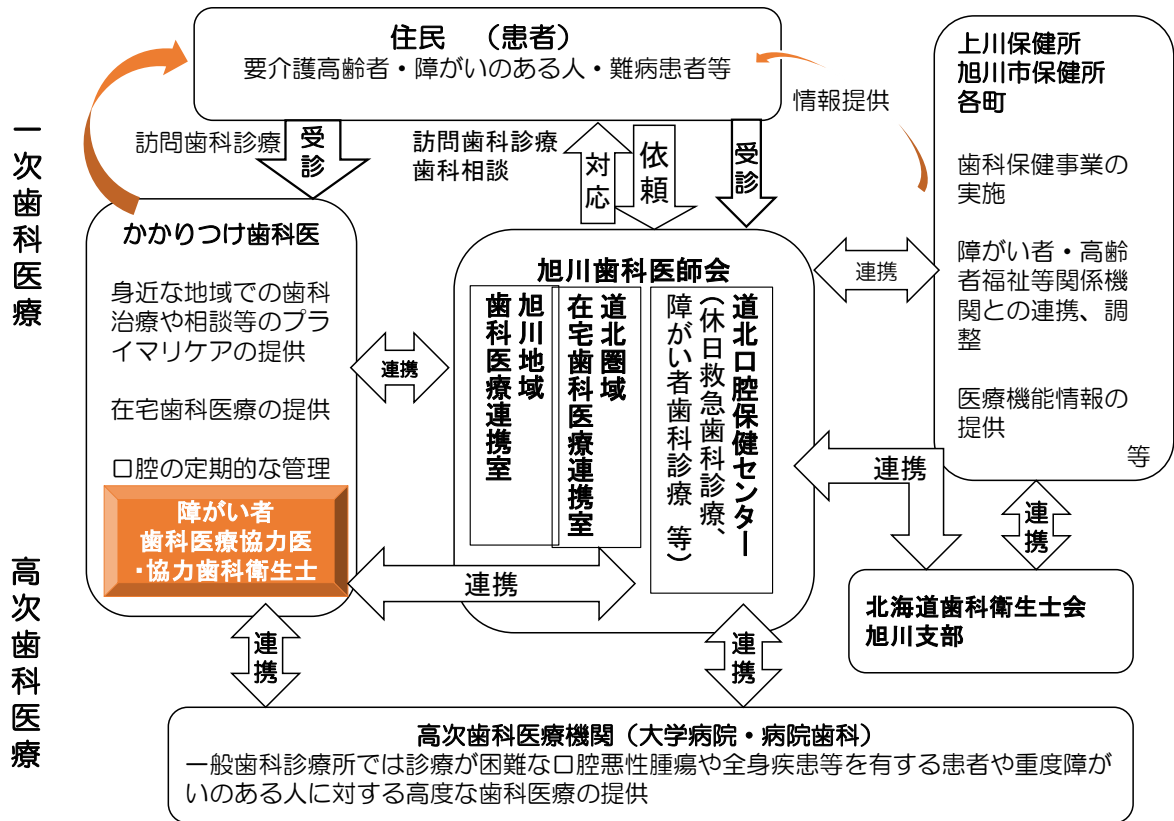 住民　（患者）
要介護高齢者・障がいのある人・難病患者等
上川保健所
旭川市保健所
各町
歯科保健事業の
実施
障がい者・高齢
者福祉等関係機
関との連携、調
整
医療機能情報の
提供
等
情報提供
一次歯科医療
訪問歯科診療
受診
訪問歯科診療
歯科相談
対応
依頼
受診
かかりつけ歯科医
身近な地域での歯科
治療や相談等のプラ
イマリケアの提供
在宅歯科医療の提供
口腔の定期的な管理
障がい者
歯科医療協力医
・協力歯科衛生士
連携
旭川歯科医師会
道北口腔保健センター
（休日救急歯科診療、
障がい者歯科診療　等）
道北圏域
在宅歯科医療連携室
旭川地域
歯科医療連携室
連携
連携
連携
連携
北海道歯科衛生士会
旭川支部
高次歯科医療
連携
連携
高次歯科医療機関（大学病院・病院歯科）
一般歯科診療所では診療が困難な口腔悪性腫瘍や全身疾患等を有する患者や重度障が
いのある人に対する高度な歯科医療の提供